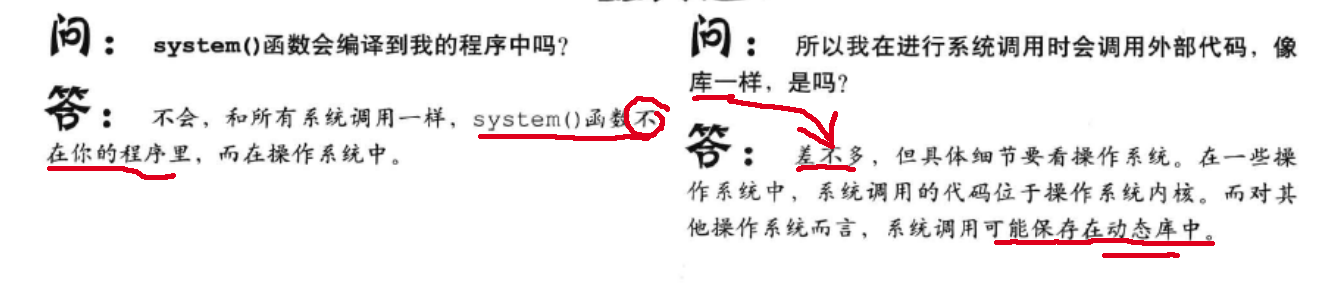 问： system()函数会编译到我的程序中吗？
答： 不会，和所有系统调用一样，system()函数不
在你的程序里，而在操作系统中。
问： 所以我在进行系统调用时会调用外部代码，像
库一样，是吗？
答： 差不多，但具体细节要看操作系统。在一些操
作系统中，系统调用的代码位于操作系统内核。而对其
他操作系统而言，系统调用可能保存在动态库中。